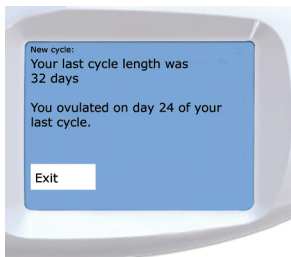 New cycle:
Your last cycle length was
32 days
You ovulated on day 24 of your
last cycle.
Exit